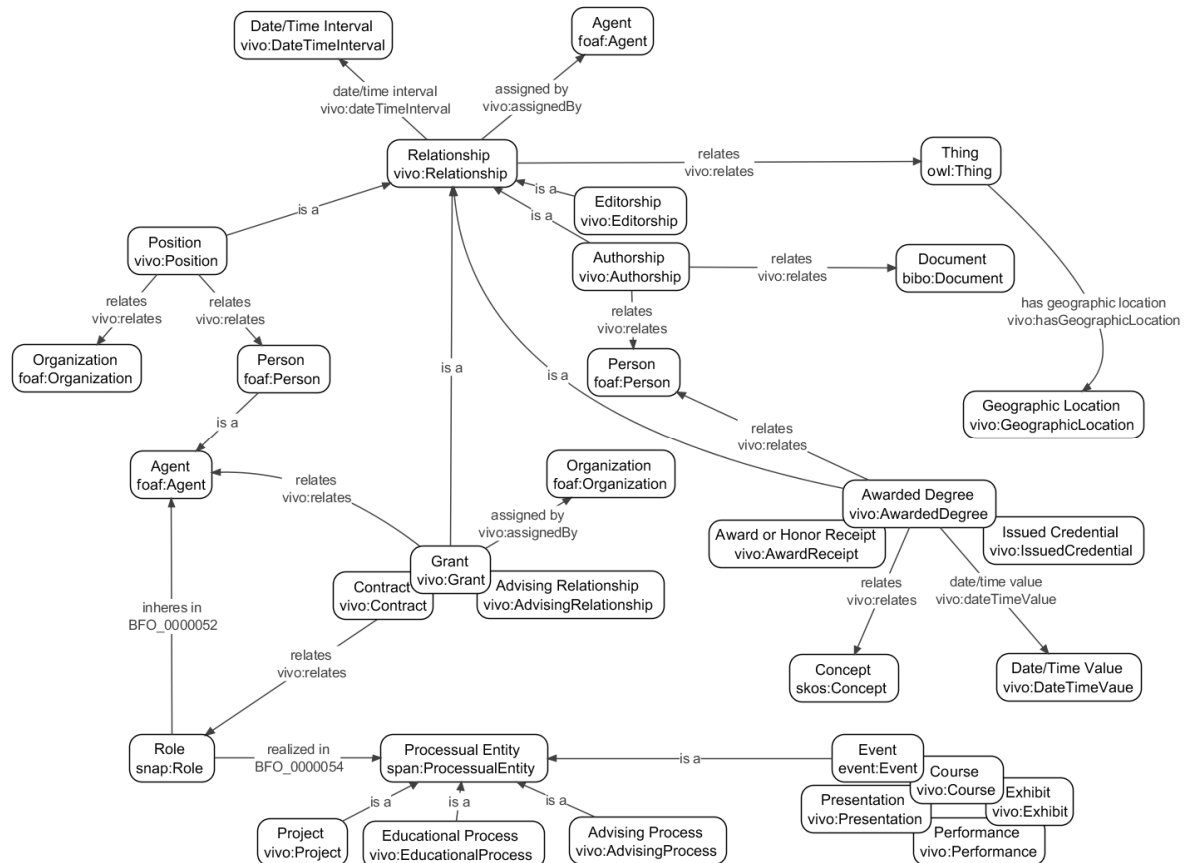 Date/Time Interval
vivo:DateTimeInterval
Agent
foaf:Agent
date/time interval
vivo:dateTimeInterval
assigned by
vivo:assignedBy
Relationship
vivo:Relationship
relates
vivo:relates
Thing
owl:Thing
is a
Editorship
vivo:Editorship
is a
is a
Position
vivo:Position
Authorship
vivo:Authorship
relates
vivo:relates
Document
bibo:Document
relates
vivo:relates
relates
vivo:relates
relates
vivo:relates
has geographic location
vivo:hasGeographicLocation
Organization
foaf:Organization
Person
foaf:Person
Person
foaf:Person
is a
is a
Geographic Location
vivo:GeographicLocation
is a
relates
vivo:relates
Agent
foaf:Agent
relates
vivo:relates
Organization
foaf:Organization
Awarded Degree
vivo:AwardedDegree
assigned by
vivo:assignedBy
Award or Honor Receipt
vivo:AwardReceipt
Issued Credential
vivo:IssuedCredential
Grant
vivo:Grant
Contract
vivo:Contract
Advising Relationship
vivo:AdvisingRelationship
relates
vivo:relates
date/time value
vivo:dateTimeValue
inheres in
BFO_0000052
relates
vivo:relates
Concept
skos:Concept
Date/Time Value
vivo:DateTimeVaue
Role
snap:Role
realized in
BFO_0000054
Processual Entity
span:ProcessualEntity
is a
Event
event:Event
Course
vivo:Course
Presentation
vivo:Presentation
Exhibit
vivo:Exhibit
Performance
vivo:Performance
is a
is a
is a
Project
vivo:Project
Educational Process
vivo:EducationalProcess
Advising Process
vivo:AdvisingProcess